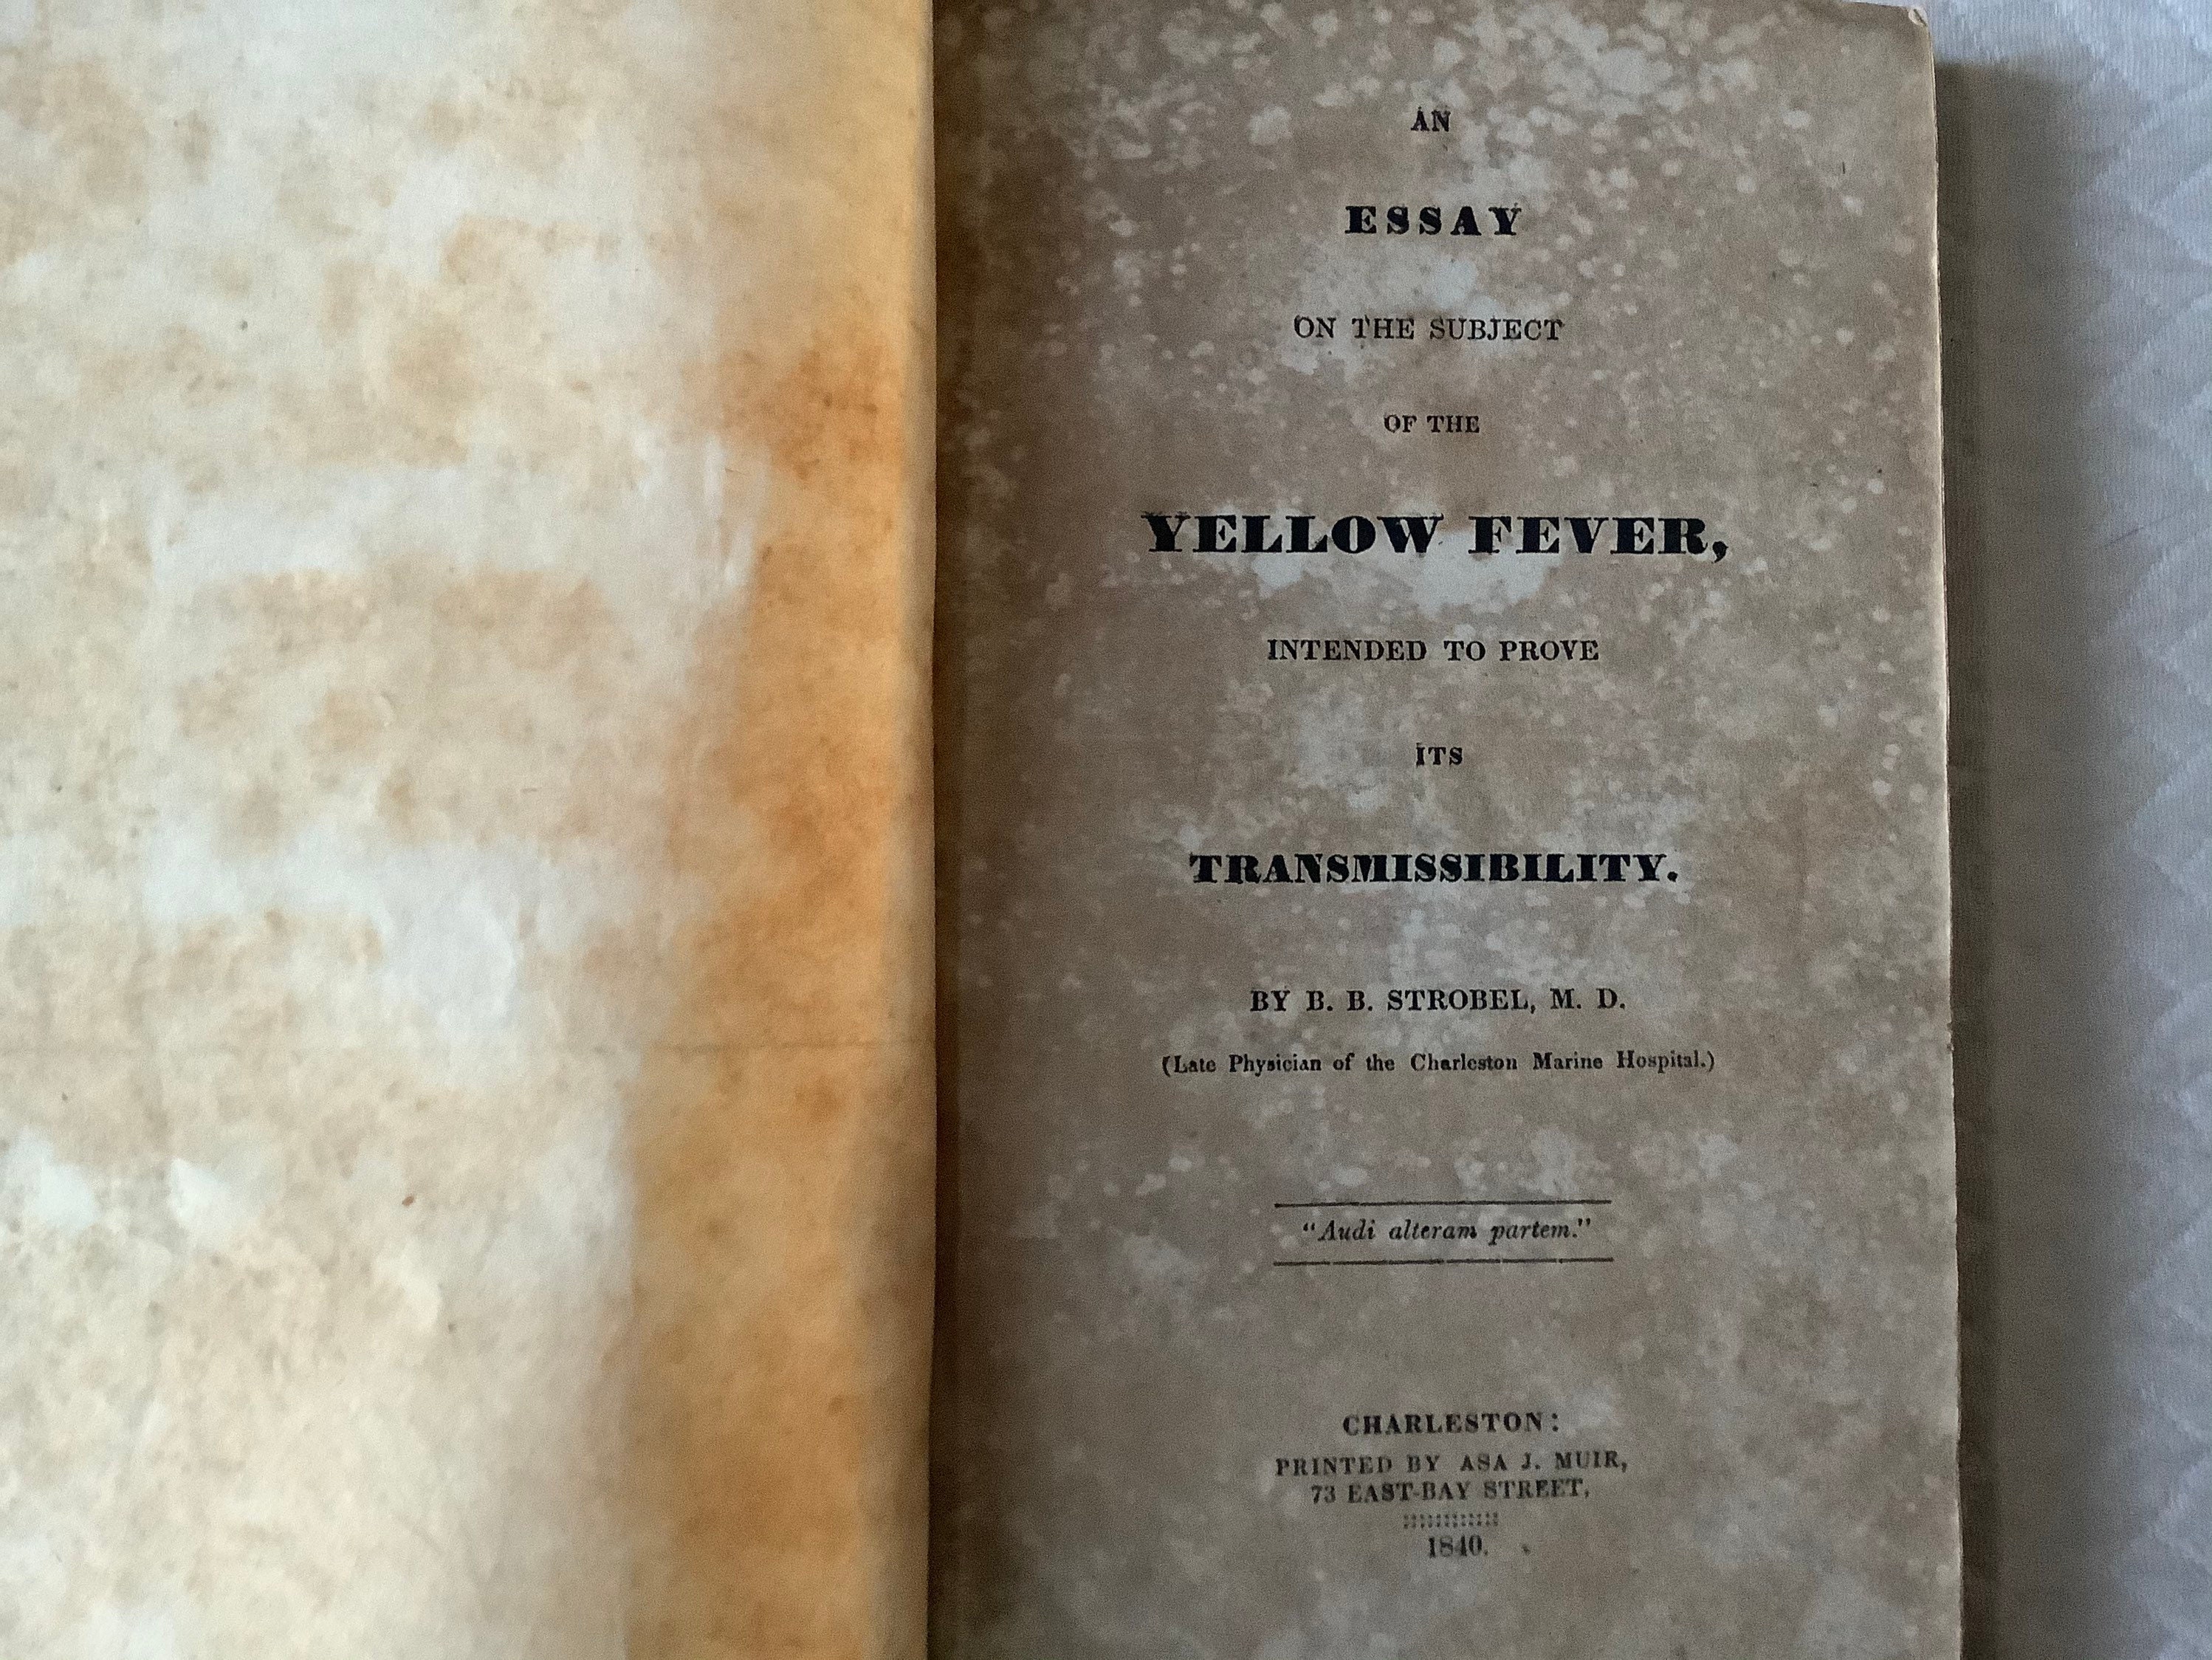 AN
ESSAY
ON THE SUBJECT
OF THE
YELLOW FEVER,
INTENDED TO PROVE
ITS
TRANSMISSIBILITY.
BY B. B. STROBEL, M. D.
(Late Physician of the Charleston Marine Hospital.)
"Audi alteram partem."
CHARLESTON:
PRINTED BY ASA J. MUIR,
73 EAST-BAY STREET,
1840.